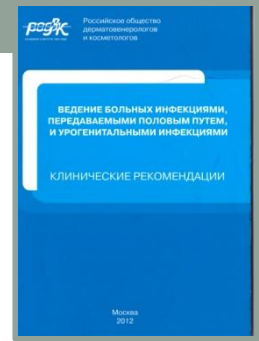 родвк
Российское общество
дерматовенерологов
и косметологов
ВЕДЕНИЕ БОЛЬНЫХ ИНФЕКЦИЯМИ,
ПЕРЕДАВАЕМЫМИ ПОЛОВЫМ ПУТЕМ,
И УРОГЕНИТАЛЬНЫМИ ИНФЕКЦИЯМИ
КЛИНИЧЕСКИЕ РЕКОМЕНДАЦИИ
Москва
2012